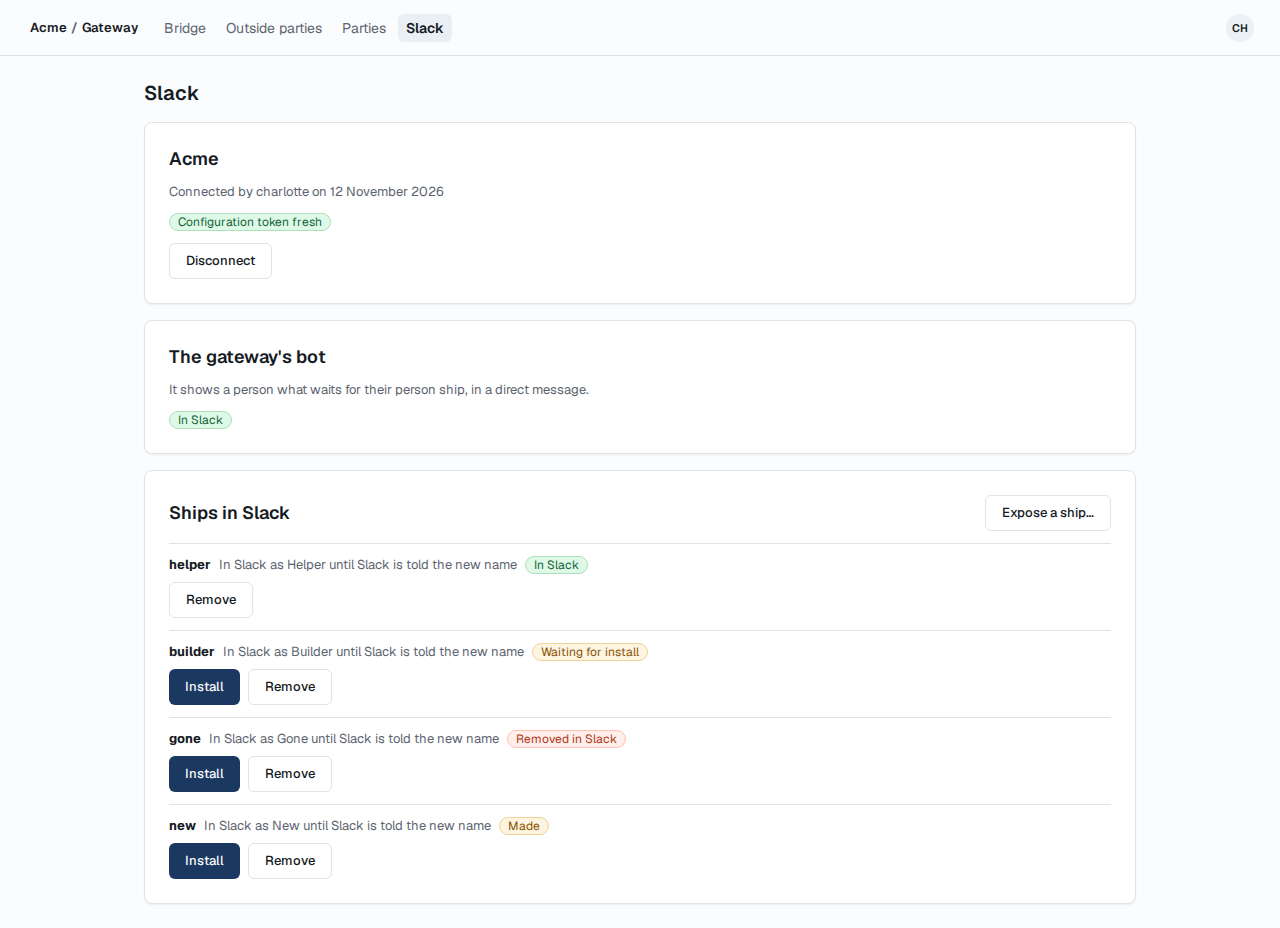 Acme / Gateway Bridge Outside parties Parties Slack CH
Slack
Acme
Connected by charlotte on 12 November 2026
Configuration token fresh
Disconnect
The gateway's bot
It shows a person what waits for their person ship, in a direct message.
In Slack
Ships in Slack Expose a ship...
helper In Slack as Helper until Slack is told the new name In Slack
Remove
builder In Slack as Builder until Slack is told the new name Waiting for install
Install Remove
gone In Slack as Gone until Slack is told the new name Removed in Slack
Install Remove
new In Slack as New until Slack is told the new name Made
Install Remove